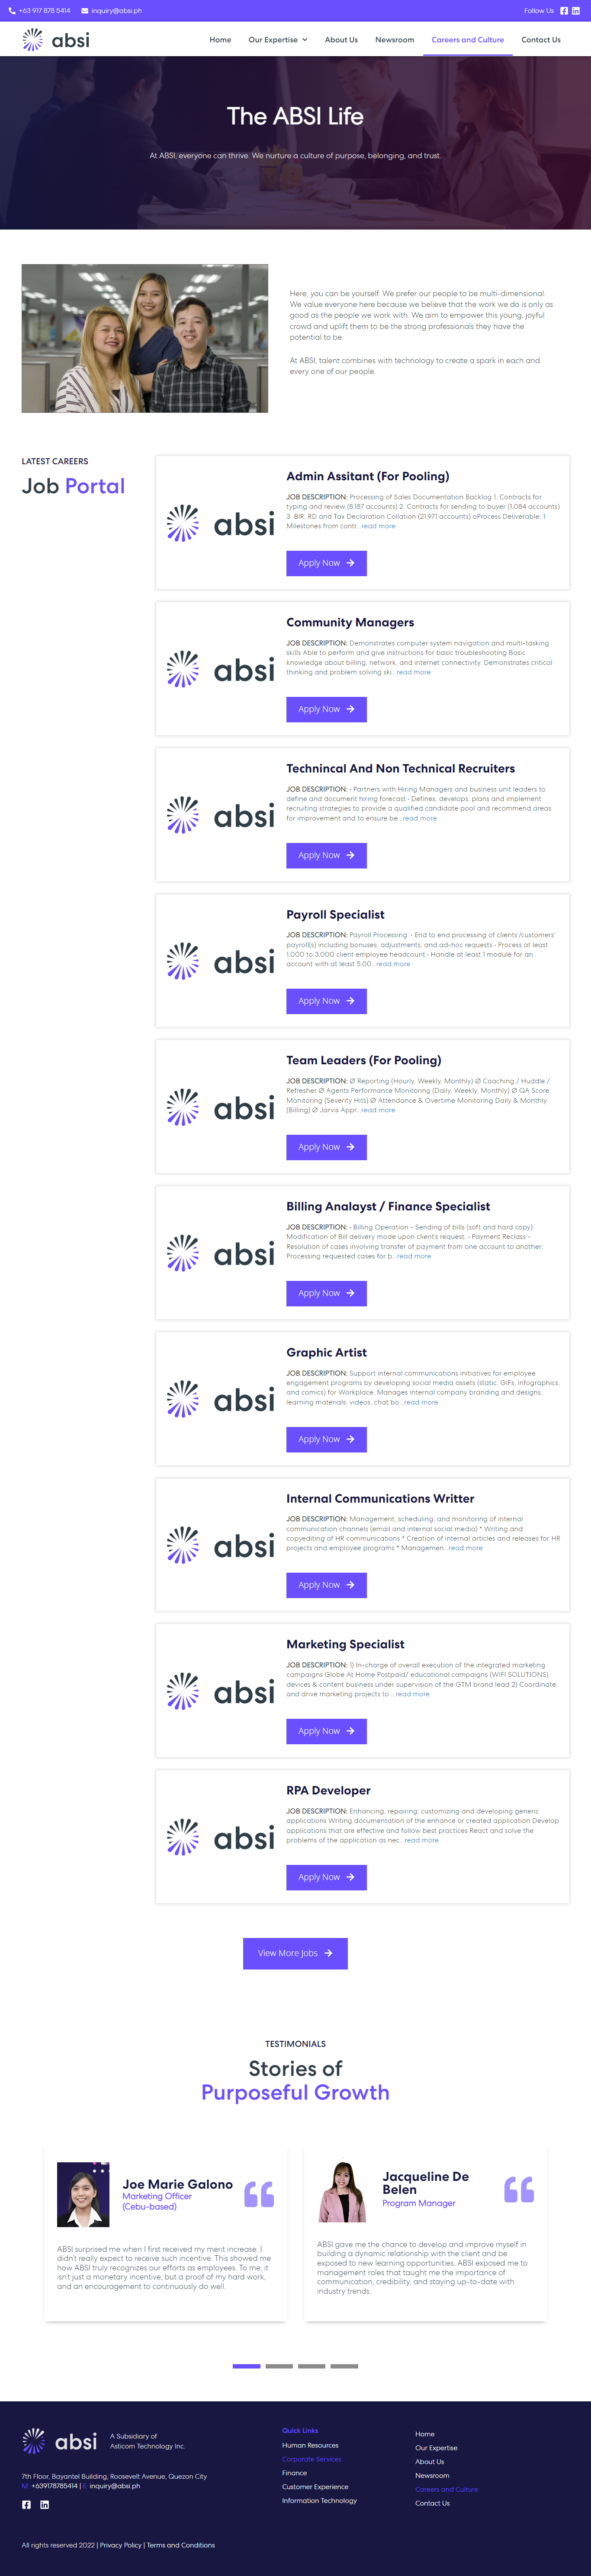 +63 917 878 5414 inquiry@absi.ph Follow Us
absi Home Our Expertise About Us Newsroom Careers and Culture Contact Us
The ABSI Life
At ABSI, everyone can thrive. We nurture a culture of purpose, belonging, and trust.
Here, you can be yourself. We prefer our people to be multi-dimensional.
We value everyone here because we believe that the work we do is only as
good as the people we work with. We aim to empower this young, joyful
crowd and uplift them to be the strong professionals they have the
potential to be.
At ABSI, talent combines with technology to create a spark in each and
every one of our people.
LATEST CAREERS
Job Portal
absi
Admin Assitant (For Pooling)
JOB DESCRIPTION: Processing of Sales Documentation Backlog 1. Contracts for
typing and review (8,187 accounts) 2. Contracts for sending to buyer (1,084 accounts)
3. BIR, RD and Tax Declaration Collation (21,971 accounts) oProcess Deliverable: 1.
Milestones from contr...read more
Apply Now
absi
Community Managers
JOB DESCRIPTION: Demonstrates computer system navigation and multi-tasking
skills Able to perform and give instructions for basic troubleshooting Basic
knowledge about billing, network, and internet connectivity. Demonstrates critical
thinking and problem solving ski...read more
Apply Now
absi
Technincal And Non Technical Recruiters
JOB DESCRIPTION: • Partners with Hiring Managers and business unit leaders to
define and document hiring forecast • Defines, develops, plans and implement
recruiting strategies to provide a qualified candidate pool and recommend areas
for improvement and to ensure be...read more
Apply Now
absi
Payroll Specialist
JOB DESCRIPTION: Payroll Processing: • End to end processing of clients'/customers'
payroll(s) including bonuses, adjustments, and ad-hoc requests • Process at least
1,000 to 3,000 client employee headcount • Handle at least 1 module for an
account with at least 5,00...read more
Apply Now
absi
Team Leaders (For Pooling)
JOB DESCRIPTION: Ø Reporting (Hourly, Weekly, Monthly) Ø Coaching / Huddle /
Refresher Ø Agents Performance Monitoring (Daily, Weekly, Monthly) Ø QA Score
Monitoring (Severity Hits) Ø Attendance & Overtime Monitoring Daily & Monthly
(Billing) Ø Jarvis Appr...read more
Apply Now
absi
Billing Analayst / Finance Specialist
JOB DESCRIPTION: • Billing Operation – Sending of bills (soft and hard copy),
Modification of Bill delivery mode upon client's request. • Payment Reclass –
Resolution of cases involving transfer of payment from one account to another;
Processing requested cases for b...read more
Apply Now
absi
Graphic Artist
JOB DESCRIPTION: Support internal communications initiatives for employee
engagement programs by developing social media assets (static, GIFs, infographics,
and comics) for Workplace. Manages internal company branding and designs,
learning materials, videos, chat bo...read more
Apply Now
absi
Internal Communications Writter
JOB DESCRIPTION: Management, scheduling, and monitoring of internal
communication channels (email and internal social media) * Writing and
copyediting of HR communications * Creation of internal articles and releases for HR
projects and employee programs * Managemen...read more
Apply Now
absi
Marketing Specialist
JOB DESCRIPTION: 1) In-charge of overall execution of the integrated marketing
campaigns Globe At Home Postpaid/ educational campaigns (WIFI SOLUTIONS),
devices & content business under supervision of the GTM brand lead 2) Coordinate
and drive marketing projects to ...read more
Apply Now
absi
RPA Developer
JOB DESCRIPTION: Enhancing, repairing, customizing and developing generic
applications Writing documentation of the enhance or created application Develop
applications that are effective and follow best practices React and solve the
problems of the application as nec...read more
Apply Now
View More Jobs
TESTIMONIALS
Stories of
Purposeful Growth
Joe Marie Galono
Marketing Officer
(Cebu-based)
ABSI surprised me when I first received my merit increase. I
didn't really expect to receive such incentive. This showed me
how ABSI truly recognizes our efforts as employees. To me, it
isn't just a monetary incentive, but a proof of my hard work,
and an encouragement to continuously do well.
Jacqueline De
Belen
Program Manager
ABSI gave me the chance to develop and improve myself in
building a dynamic relationship with the client and be
exposed to new learning opportunities. ABSI exposed me to
management roles that taught me the importance of
communication, credibility, and staying up-to-date with
industry trends.
absi
A Subsidiary of
Asticom Technology Inc.
7th Floor, Bayantel Building, Roosevelt Avenue, Quezon City
M: +639178785414 | E: inquiry@absi.ph
Quick Links
Human Resources
Corporate Services
Finance
Customer Experience
Information Technology
Home
Our Expertise
About Us
Newsroom
Careers and Culture
Contact Us
All rights reserved 2022 | Privacy Policy | Terms and Conditions